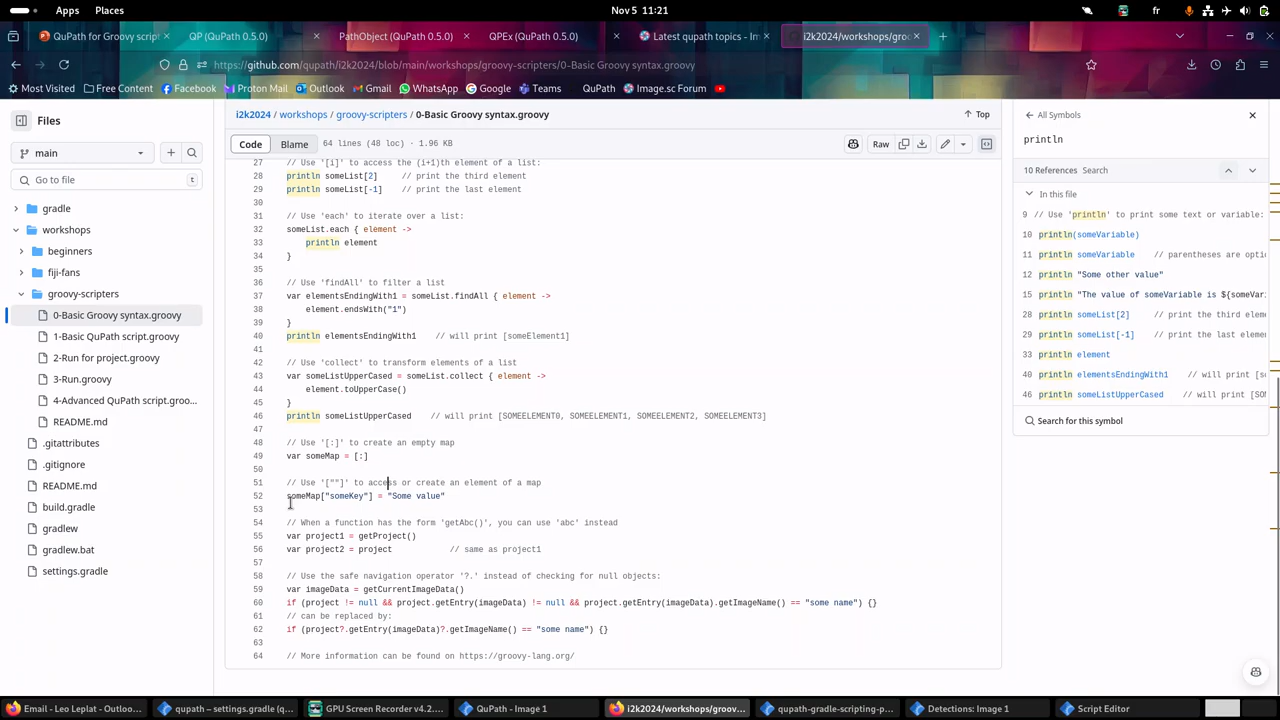 Apps Places Nov 5 11:21 fr
QuPath for Groovy script QP (QuPath 0.5.0) PathObject (QuPath 0.5.0) QPEx (QuPath 0.5.0) Latest qupath topics - Im i2k2024/workshops/groo
https://github.com/qupath/i2k2024/blob/main/workshops/groovy-scripters/0-Basic Groovy syntax.groovy
Most Visited Free Content Facebook Proton Mail Outlook Gmail WhatsApp Google Teams QuPath Image.sc Forum
Files
main
Go to file
gradle
workshops
beginners
fiji-fans
groovy-scripters
0-Basic Groovy syntax.groovy
1-Basic QuPath script.groovy
2-Run for project.groovy
3-Run.groovy
4-Advanced QuPath script.groo...
README.md
.gitattributes
.gitignore
README.md
build.gradle
gradlew
gradlew.bat
settings.gradle
i2k2024 / workshops / groovy-scripters / 0-Basic Groovy syntax.groovy Top
Code Blame 64 lines (48 loc) · 1.96 KB Raw
27 // Use '[i]' to access the (i+1)th element of a list:
28 println someList[2] // print the third element
29 println someList[-1] // print the last element
30
31 // Use 'each' to iterate over a list:
32 someList.each { element ->
33 println element
34 }
35
36 // Use 'findAll' to filter a list
37 var elementsEndingWith1 = someList.findAll { element ->
38 element.endsWith("1")
39 }
40 println elementsEndingWith1 // will print [someElement1]
41
42 // Use 'collect' to transform elements of a list
43 var someListUpperCased = someList.collect { element ->
44 element.toUpperCase()
45 }
46 println someListUpperCased // will print [SOMEELEMENT0, SOMEELEMENT1, SOMEELEMENT2, SOMEELEMENT3]
47
48 // Use '[:]' to create an empty map
49 var someMap = [:]
50
51 // Use '[""]' to access or create an element of a map
52 someMap["someKey"] = "Some value"
53
54 // When a function has the form 'getAbc()', you can use 'abc' instead
55 var project1 = getProject()
56 var project2 = project // same as project1
57
58 // Use the safe navigation operator '?.' instead of checking for null objects:
59 var imageData = getCurrentImageData()
60 if (project != null && project.getEntry(imageData) != null && project.getEntry(imageData).getImageName() == "some name") {}
61 // can be replaced by:
62 if (project?.getEntry(imageData)?.getImageName() == "some name") {}
63
64 // More information can be found on https://groovy-lang.org/
All Symbols
println
10 References Search
In this file
9 // Use 'println' to print some text or variable:
10 println(someVariable)
11 println someVariable // parentheses are optio
12 println "Some other value"
15 println "The value of someVariable is ${someVar
28 println someList[2] // print the third elem
29 println someList[-1] // print the last elemen
33 println element
40 println elementsEndingWith1 // will print [so
46 println someListUpperCased // will print [SOM
Search for this symbol
Email - Leo Leplat - Outloo... qupath – settings.gradle (q... GPU Screen Recorder v4.2.... QuPath - Image 1 i2k2024/workshops/groov... qupath-gradle-scripting-p... Detections: Image 1 Script Editor